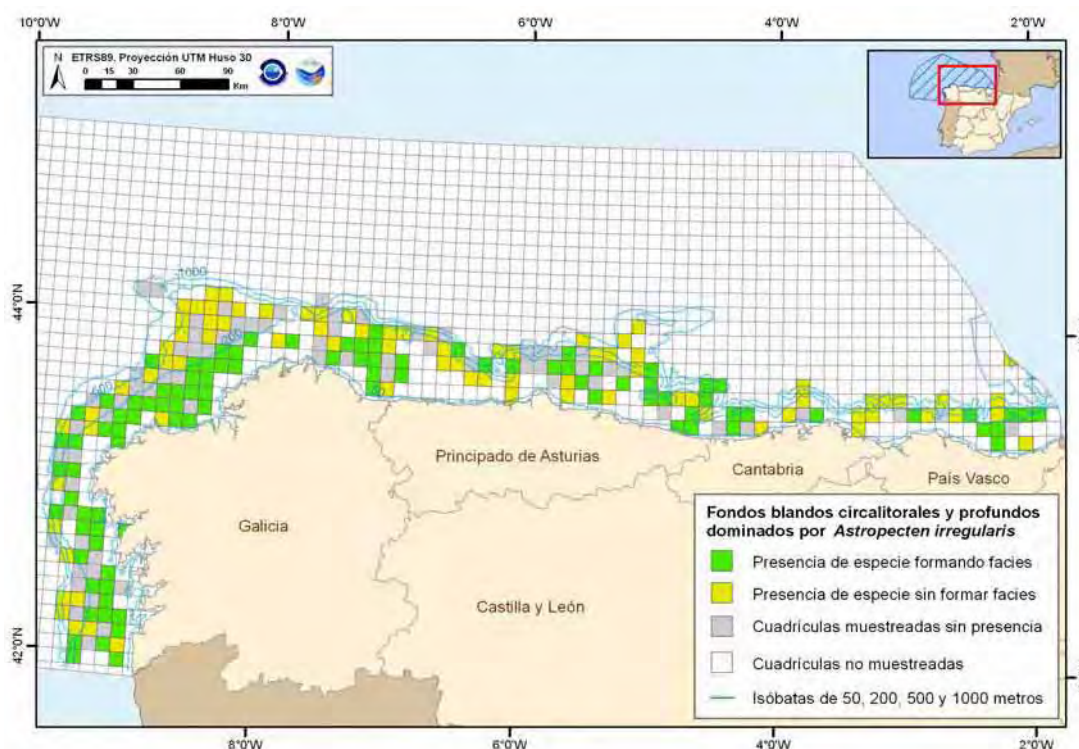 10°0'W 8°0'W 6°0'W 4°0'W 2°0'W
N ETRS89. Proyección UTM Huso 30
0 15 30 60 90
Km
1000
44°0'N
Principado de Asturias
Cantabria
País Vasco
Galicia
Castilla y León
42°0'N
Fondos blandos circalitorales y profundos
dominados por Astropecten irregularis
Presencia de especie formando facies
Presencia de especie sin formar facies
Cuadrículas muestreadas sin presencia
Cuadrículas no muestreadas
Isóbatas de 50, 200, 500 y 1000 metros
8°0'W 6°0'W 4°0'W 2°0'W